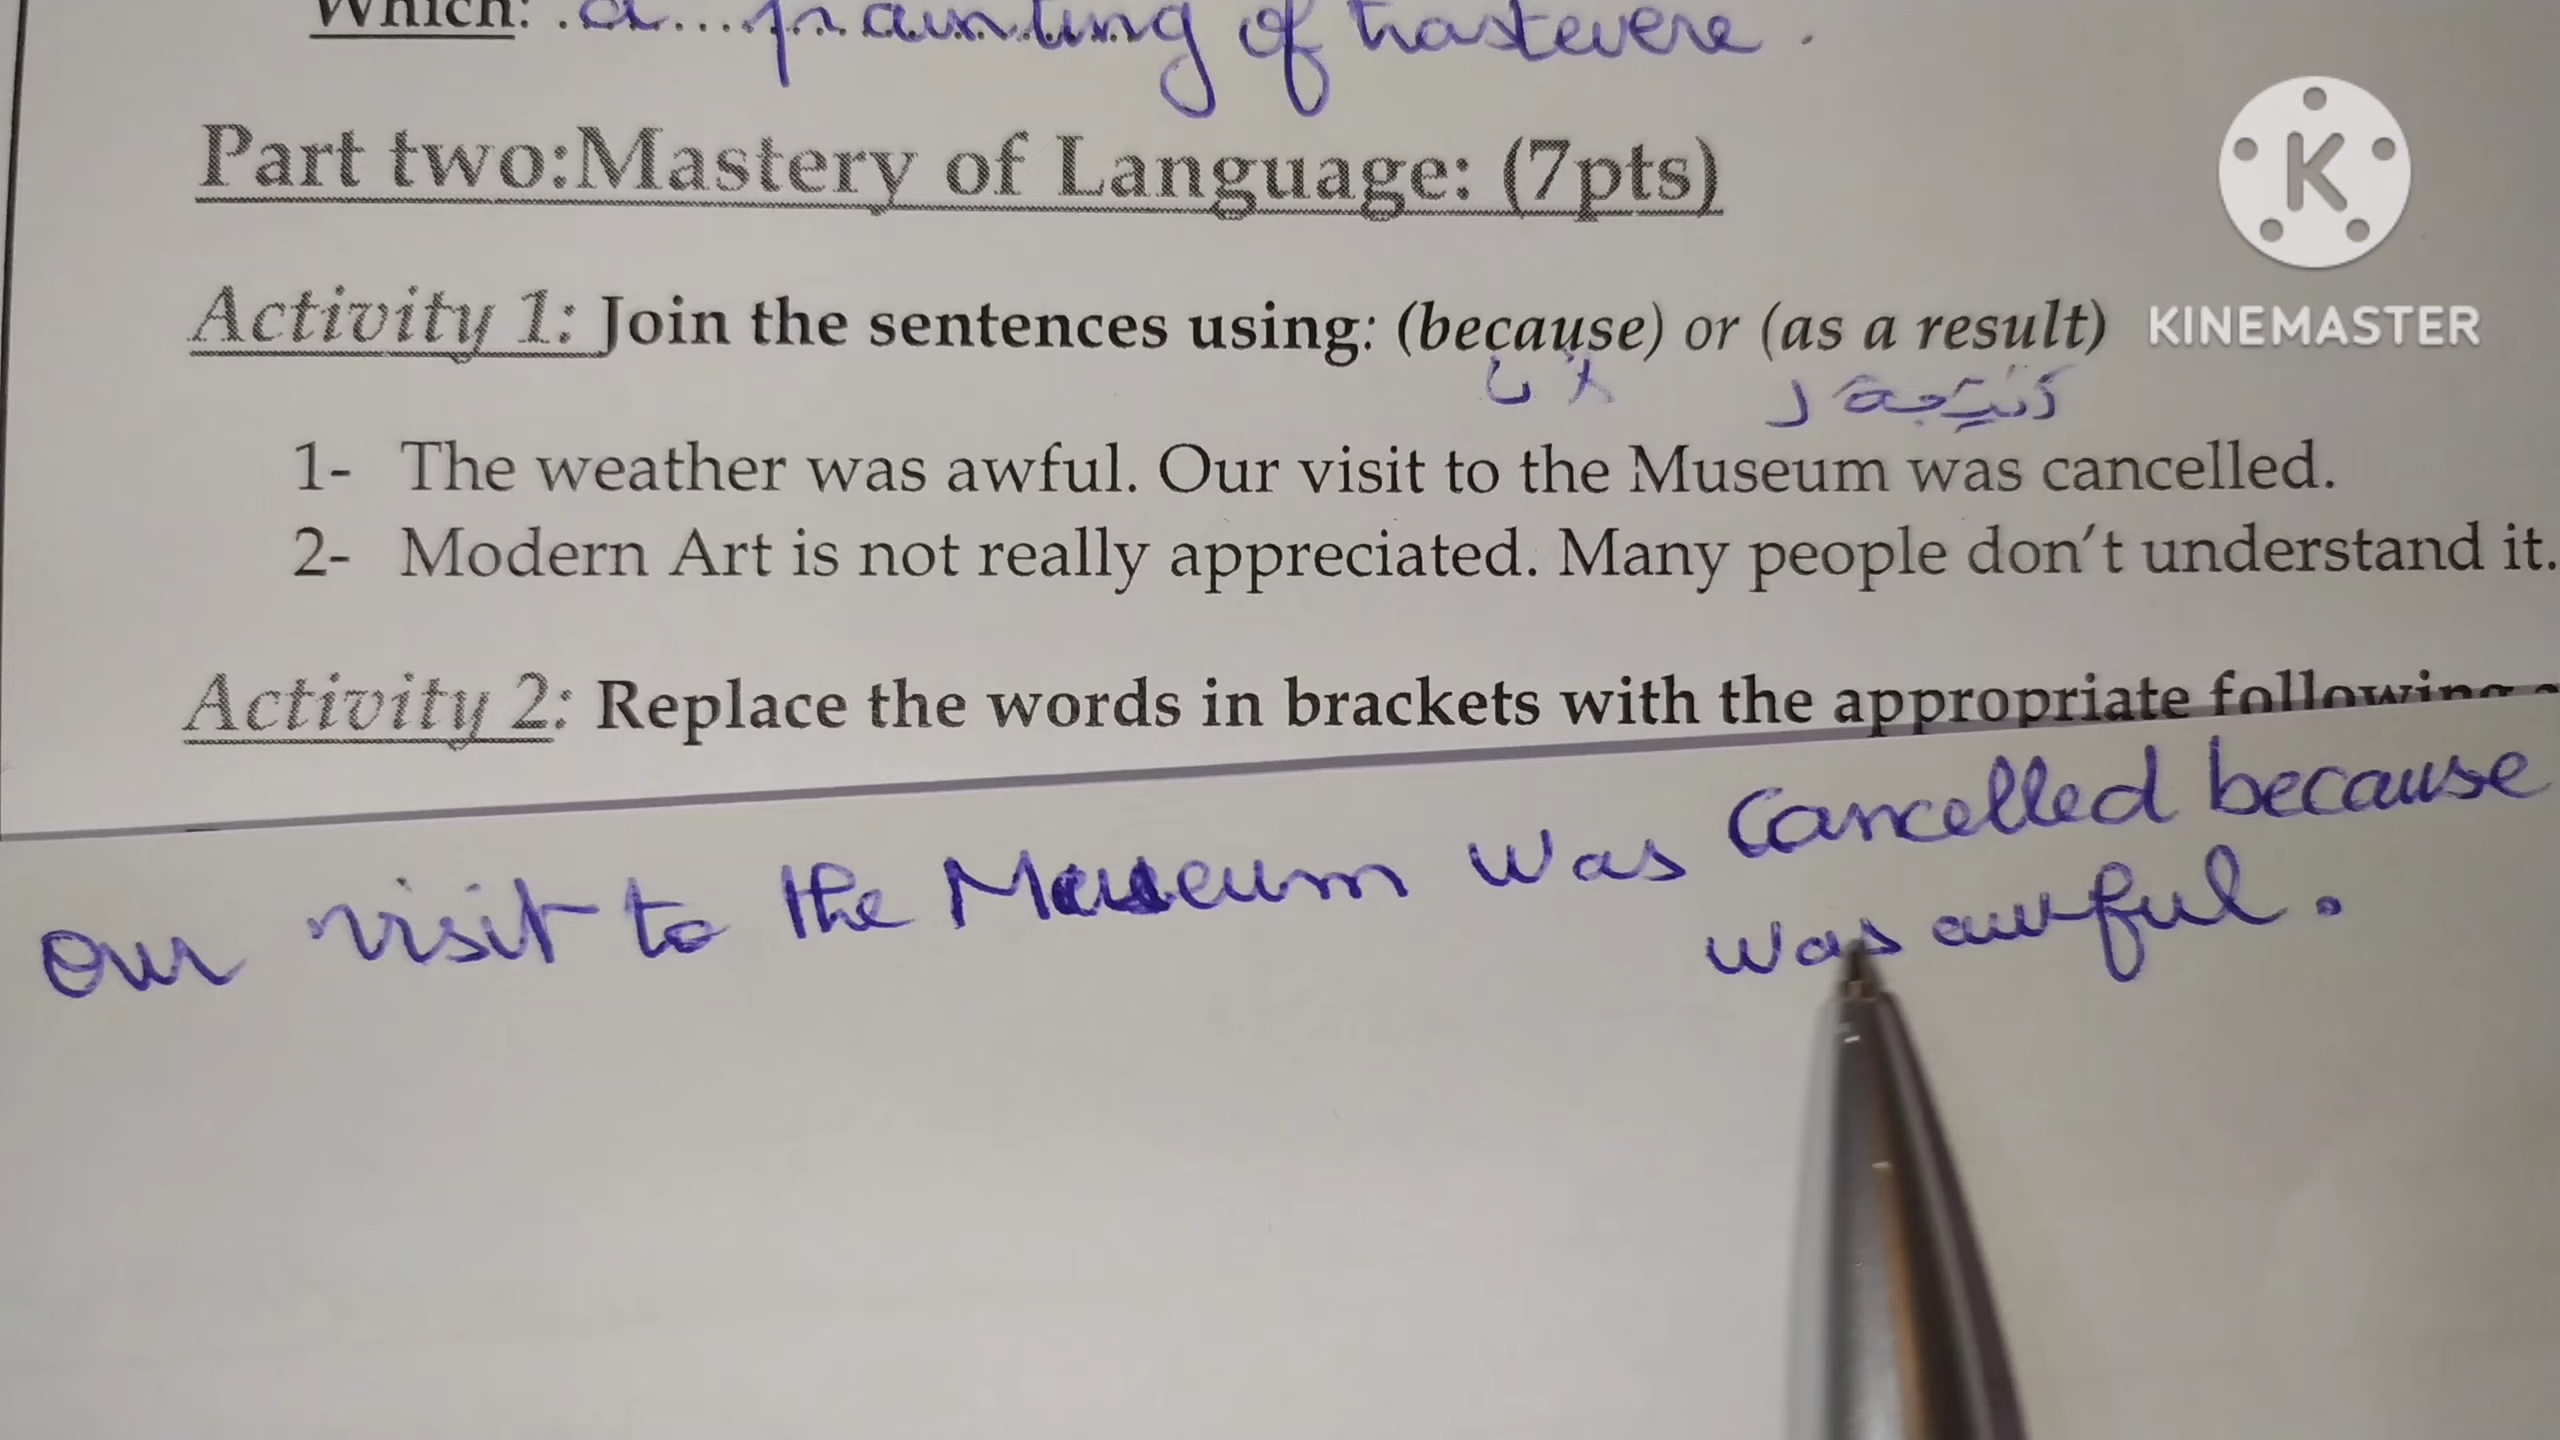 Which: .a....painting of trastevere.
Part two:Mastery of Language: (7pts)
K
KINEMASTER
Activity 1: Join the sentences using: (because) or (as a result)
لأن كنتيجة لـ
1- The weather was awful. Our visit to the Museum was cancelled.
2- Modern Art is not really appreciated. Many people don't understand it.
Activity 2: Replace the words in brackets with the appropriate following
our visit to the Museum was cancelled because
was awful.